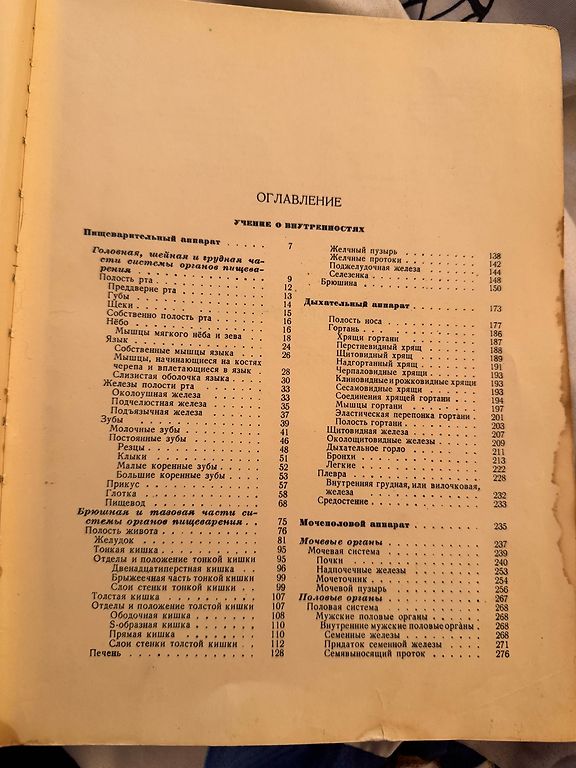 ОГЛАВЛЕНИЕ
УЧЕНИЕ О ВНУТРЕННОСТЯХ
Пищеварительный аппарат . . . . . 7
Головная, шейная и грудная ча-
сти системы органов пищева-
рения . . . . . 9
Полость рта . . . . . 12
Преддверие рта . . . . . 13
Губы . . . . . 14
Щеки . . . . . 15
Собственно полость рта . . . . . 16
Нёбо . . . . . 16
Мышцы мягкого нёба и зева . . . . . 18
Язык . . . . . 24
Собственные мышцы языка . . . . . 26
Мышцы, начинающиеся на костях
черепа и вплетающиеся в язык . . . . . 28
Слизистая оболочка языка . . . . . 30
Железы полости рта . . . . . 33
Околоушная железа . . . . . 33
Подчелюстная железа . . . . . 35
Подъязычная железа . . . . . 37
Зубы . . . . . 39
Молочные зубы . . . . . 41
Постоянные зубы . . . . . 46
Резцы . . . . . 48
Клыки . . . . . 51
Малые коренные зубы . . . . . 52
Большие коренные зубы . . . . . 53
Прикус . . . . . 57
Глотка . . . . . 58
Пищевод . . . . . 68
Брюшная и тазовая части си-
стемы органов пищеварения . 75
Полость живота . . . . . 76
Желудок . . . . . 81
Тонкая кишка . . . . . 95
Отделы и положение тонкой кишки 95
Двенадцатиперстная кишка . . . . . 96
Брыжеечная часть тонкой кишки 99
Слои стенки тонкой кишки . . . . . 99
Толстая кишка . . . . . 107
Отделы и положение толстой кишки 107
Ободочная кишка . . . . . 108
S-образная кишка . . . . . 110
Прямая кишка . . . . . 110
Слои стенки толстой кишки . . . . . 112
Печень . . . . . 128
Желчный пузырь . . . . . 138
Желчные протоки . . . . . 142
Поджелудочная железа . . . . . 144
Селезенка . . . . . 148
Брюшина . . . . . 150
Дыхательный аппарат . . . . . 173
Полость носа . . . . . 177
Гортань . . . . . 186
Хрящи гортани . . . . . 187
Перстневидный хрящ . . . . . 188
Щитовидный хрящ . . . . . 189
Надгортанный хрящ . . . . . 191
Черпаловидные хрящи . . . . . 193
Клиновидные и рожковидные хрящи 193
Сесамовидные хрящи . . . . . 193
Соединения хрящей гортани . . . . . 194
Мышцы гортани . . . . . 197
Эластическая перепонка гортани . 201
Полость гортани . . . . . 203
Щитовидная железа . . . . . 207
Околощитовидные железы . . . . . 209
Дыхательное горло . . . . . 211
Бронхи . . . . . 213
Легкие . . . . . 222
Плевра . . . . . 228
Внутренняя грудная, или вилочковая,
железа . . . . . 232
Средостение . . . . . 233
Мочеполовой аппарат . . . . . 235
Мочевые органы . . . . . 237
Мочевая система . . . . . 239
Почки . . . . . 240
Надпочечные железы . . . . . 253
Мочеточник . . . . . 254
Мочевой пузырь . . . . . 256
Половые органы . . . . . 267
Половая система . . . . . 268
Мужские половые органы . . . . . 268
Внутренние мужские половые органы 268
Семенные железы . . . . . 268
Придаток семенной железы . . . . . 271
Семявыносящий проток . . . . . 276